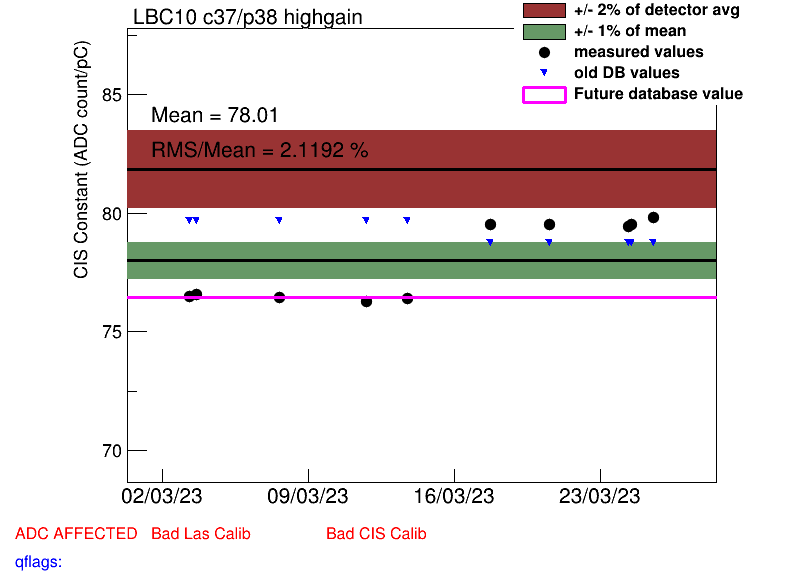 LBC10 c37/p38 highgain
+/- 2% of detector avg
+/- 1% of mean
measured values
old DB values
Future database value
CIS Constant (ADC count/pC)
Mean = 78.01
RMS/Mean = 2.1192 %
85
80
75
70
02/03/23 09/03/23 16/03/23 23/03/23
ADC AFFECTED Bad Las Calib Bad CIS Calib
qflags: